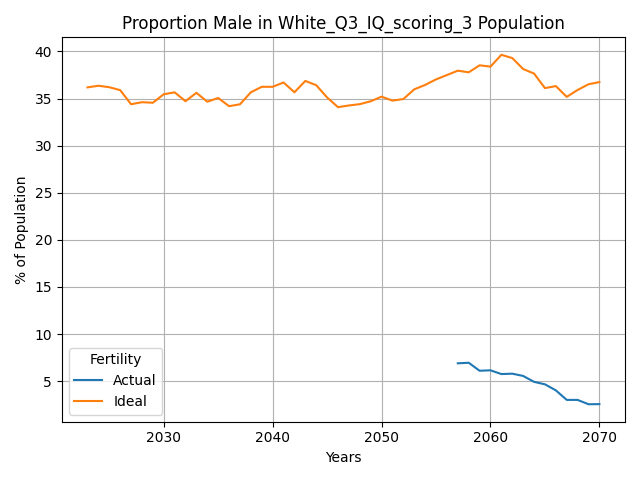 Proportion Male in White_Q3_IQ_scoring_3 Population
% of Population
40
35
30
25
20
15
10
5
Fertility
Actual
Ideal
2030 2040 2050 2060 2070
Years